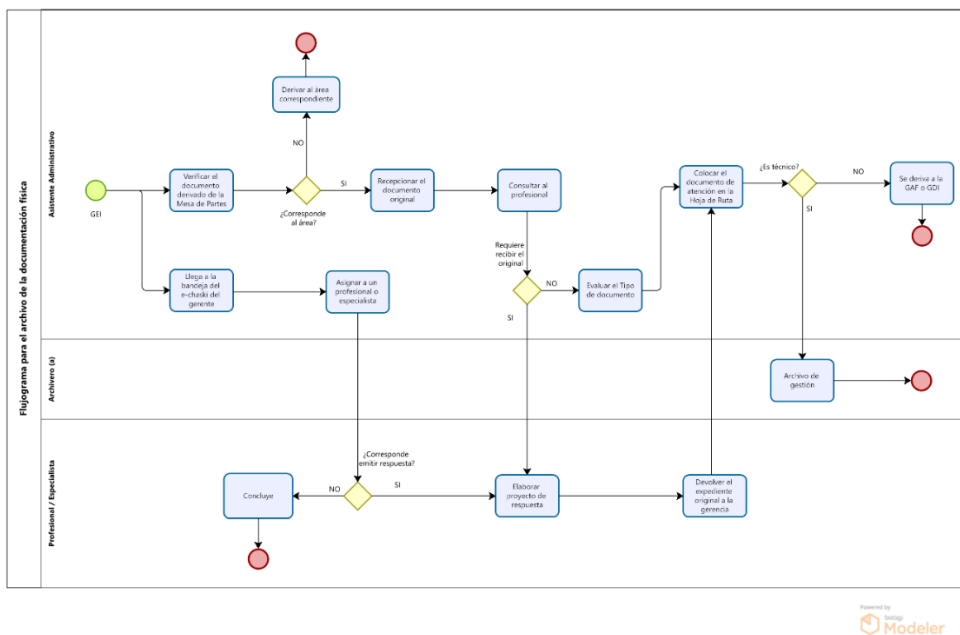 Flujograma para el archivo de la documentación física
Asistente Administrativo
GEI
Verificar el
documento
derivado de la
Mesa de Partes
¿Corresponde
al área?
NO
Derivar al área
correspondiente
SI
Recepcionar el
documento
original
Consultar al
profesional
Requiere
recibir el
original
NO
SI
Evaluar el Tipo
de documento
Colocar el
documento de
atención en la
Hoja de Ruta
¿Es técnico?
NO
SI
Se deriva a la
GAF o GDI
Llega a la
bandeja del
e-chaski del
gerente
Asignar a un
profesional o
especialista
Archivero (a)
Archivo de
gestión
Profesional / Especialista
¿Corresponde
emitir respuesta?
NO
SI
Concluye
Elaborar
proyecto de
respuesta
Devolver el
expediente
original a la
gerencia
Powered by
bizagi
Modeler